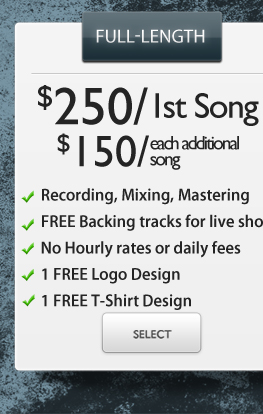 FULL-LENGTH
$250/ 1st Song
$150/ each additional
song
Recording, Mixing, Mastering
FREE Backing tracks for live sho
No Hourly rates or daily fees
1 FREE Logo Design
1 FREE T-Shirt Design
SELECT